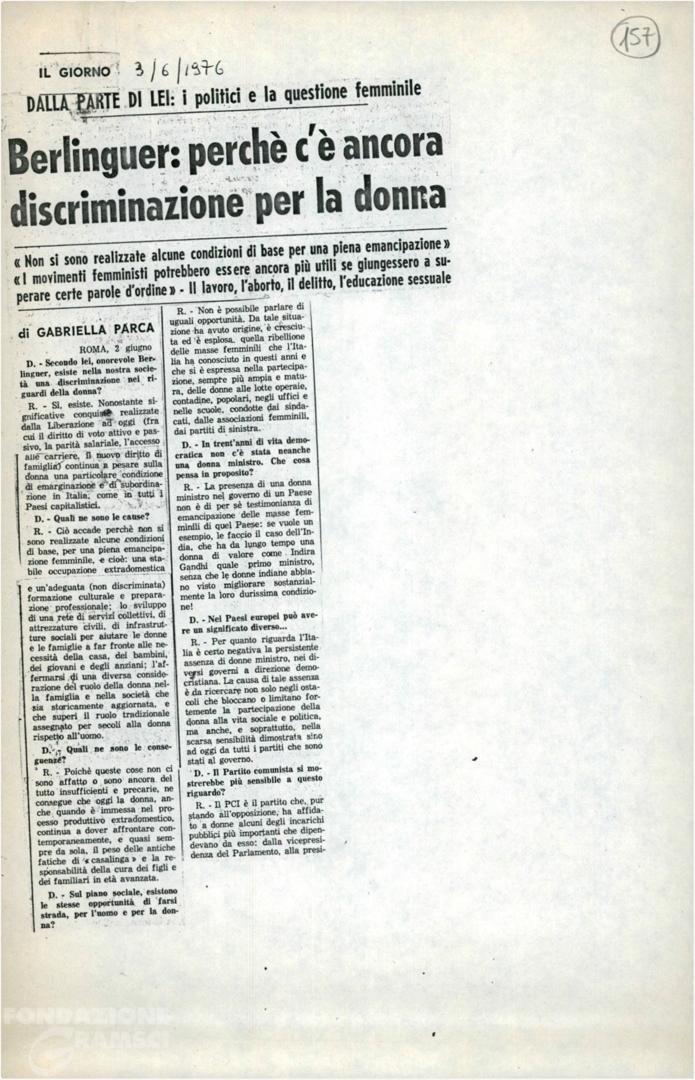 157
IL GIORNO 3/6/1976
DALLA PARTE DI LEI: i politici e la questione femminile
Berlinguer: perchè c'è ancora
discriminazione per la donna
« Non si sono realizzate alcune condizioni di base per una piena emancipazione »
« I movimenti femministi potrebbero essere ancora più utili se giungessero a su-
perare certe parole d'ordine » - Il lavoro, l'aborto, il delitto, l'educazione sessuale
di GABRIELLA PARCA
ROMA, 2 giugno
D. - Secondo lei, onorevole Ber-
linguer, esiste nella nostra socie-
tà una discriminazione nei ri-
guardi della donna?
R. - Sì, esiste. Nonostante si-
gnificative conquiste realizzate
dalla Liberazione ad oggi (fra
cui il diritto di voto attivo e pas-
sivo, la parità salariale, l'accesso
alle carriere, il nuovo diritto di
famiglia) continua a pesare sulla
donna una particolare condizione
di emarginazione e di subordina-
zione in Italia, come in tutti i
Paesi capitalistici.
D. - Quali ne sono le cause?
R. - Ciò accade perchè non si
sono realizzate alcune condizioni
di base, per una piena emancipa-
zione femminile, e cioè: una sta-
bile occupazione extradomestica
e un'adeguata (non discriminata)
formazione culturale e prepara-
zione professionale; lo sviluppo
di una rete di servizi collettivi, di
attrezzature civili, di infrastrut-
ture sociali per aiutare le donne
e le famiglie a far fronte alle ne-
cessità della casa, dei bambini,
dei giovani e degli anziani; l'af-
fermarsi di una diversa conside-
razione del ruolo della donna nel-
la famiglia e nella società che
sia storicamente aggiornata, e
che superi il ruolo tradizionale
assegnato per secoli alla donna
rispetto all'uomo.
D. - Quali ne sono le conse-
guenze?
R. - Poichè queste cose non ci
sono affatto o sono ancora del
tutto insufficienti e precarie, ne
consegue che oggi la donna, an-
che quando è immessa nel pro-
cesso produttivo extradomestico,
continua a dover affrontare con-
temporaneamente, e quasi sem-
pre da sola, il peso delle antiche
fatiche di « casalinga » e la re-
sponsabilità della cura dei figli e
dei familiari in età avanzata.
D. - Sul piano sociale, esistono
le stesse opportunità di farsi
strada, per l'uomo e per la don-
na?
R. - Non è possibile parlare di
uguali opportunità. Da tale situa-
zione ha avuto origine, è cresciu-
ta ed è esplosa, quella ribellione
delle masse femminili che l'Ita-
lia ha conosciuto in questi anni e
che si è espressa nella partecipa-
zione, sempre più ampia e matu-
ra, delle donne alle lotte operaie,
contadine, popolari, negli uffici e
nelle scuole, condotte dai sinda-
cati, dalle associazioni femminili,
dai partiti di sinistra.
D. - In trent'anni di vita demo-
cratica non c'è stata neanche
una donna ministro. Che cosa
pensa in proposito?
R. - La presenza di una donna
ministro nel governo di un Paese
non è di per sè testimonianza di
emancipazione delle masse fem-
minili di quel Paese: se vuole un
esempio, le faccio il caso dell'In-
dia, che ha da lungo tempo una
donna di valore come Indira
Gandhi quale primo ministro,
senza che le donne indiane abbia-
no visto migliorare sostanzial-
mente la loro durissima condizio-
ne!
D. - Nei Paesi europei può ave-
re un significato diverso...
R. - Per quanto riguarda l'Ita-
lia è certo negativa la persistente
assenza di donne ministro, nei di-
versi governi a direzione demo-
cristiana. La causa di tale assenza
è da ricercare non solo negli osta-
coli che bloccano o limitano for-
temente la partecipazione della
donna alla vita sociale e politica,
ma anche, e soprattutto, nella
scarsa sensibilità dimostrata sino
ad oggi da tutti i partiti che sono
stati al governo.
D. - Il Partito comunista si mo-
strerebbe più sensibile a questo
riguardo?
R. - Il PCI è il partito che, pur
stando all'opposizione, ha affida-
to a donne alcuni degli incarichi
pubblici più importanti che dipen-
devano da esso: dalla vicepresi-
denza del Parlamento, alla presi-
FONDAZIONE
GRAMSCI